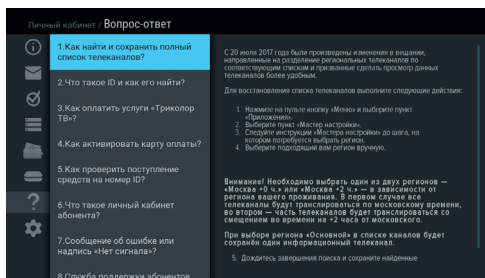 Личный кабинет / Вопрос-ответ
1.Как найти и сохранить полный
список телеканалов?
2.Что такое ID и как его найти?
3.Как оплатить услуги «Триколор
ТВ»?
4.Как активировать карту оплаты?
5.Как проверить поступление
средств на номер ID?
6.Что такое личный кабинет
абонента?
7.Сообщение об ошибке или
надпись «Нет сигнала»?
8.Служба поддержки абонентов
С 20 июля 2017 года были произведены изменения в вещании,
направленные на разделение региональных телеканалов по
соответствующим спискам и призванные сделать просмотр данных
телеканалов более удобным.
Для восстановления списка телеканалов выполните следующие действия:
1. Нажмите на пульте кнопку «Меню» и выберите пункт
«Приложения».
2. Выберите пункт «Мастер настройки».
3. Следуйте инструкции «Мастера настройки» до шага, на
котором потребуется выбрать регион.
4. Выберите подходящий вам регион вручную.
Внимание! Необходимо выбрать один из двух регионов —
«Москва +0 ч.» или «Москва +2 ч.» — в зависимости от
региона вашего проживания. В первом случае все
телеканалы будут транслироваться по московскому времени,
во втором — часть телеканалов будет транслироваться со
смещением во времени на +2 часа от московского.
При выборе региона «Основной» в списке каналов будет
сохранён один информационный телеканал.
5. Дождитесь завершения поиска и сохраните найденные